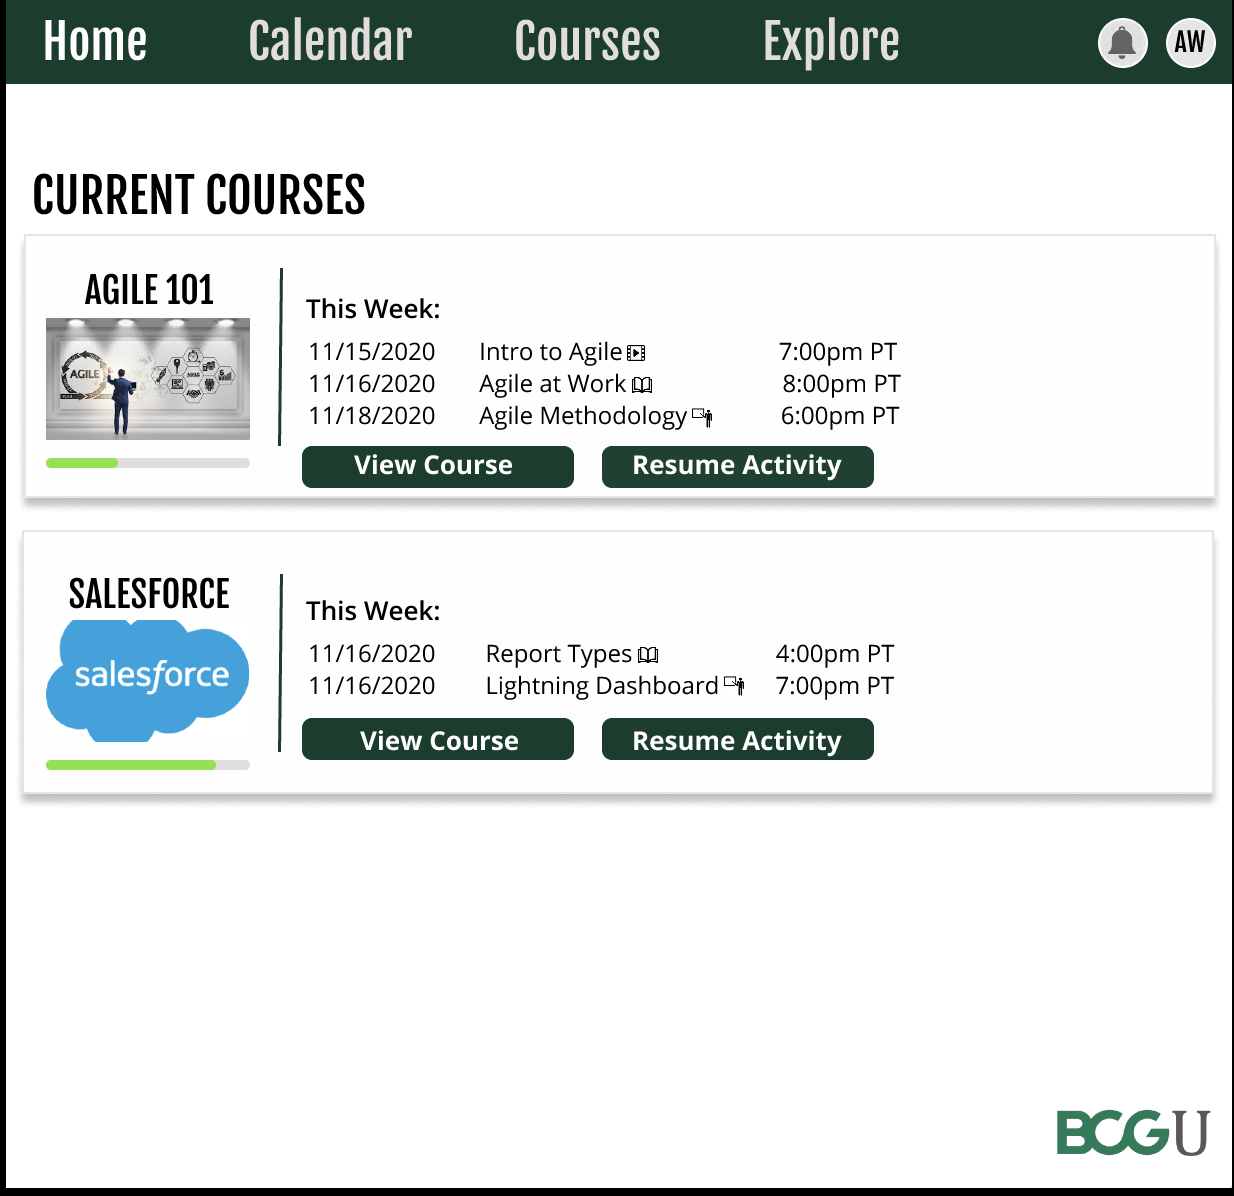 Home Calendar Courses Explore AW
CURRENT COURSES
AGILE 101
AGILE
This Week:
11/15/2020 Intro to Agile 7:00pm PT
11/16/2020 Agile at Work 8:00pm PT
11/18/2020 Agile Methodology 6:00pm PT
View Course Resume Activity
SALESFORCE
salesforce
This Week:
11/16/2020 Report Types 4:00pm PT
11/16/2020 Lightning Dashboard 7:00pm PT
View Course Resume Activity
BCG U